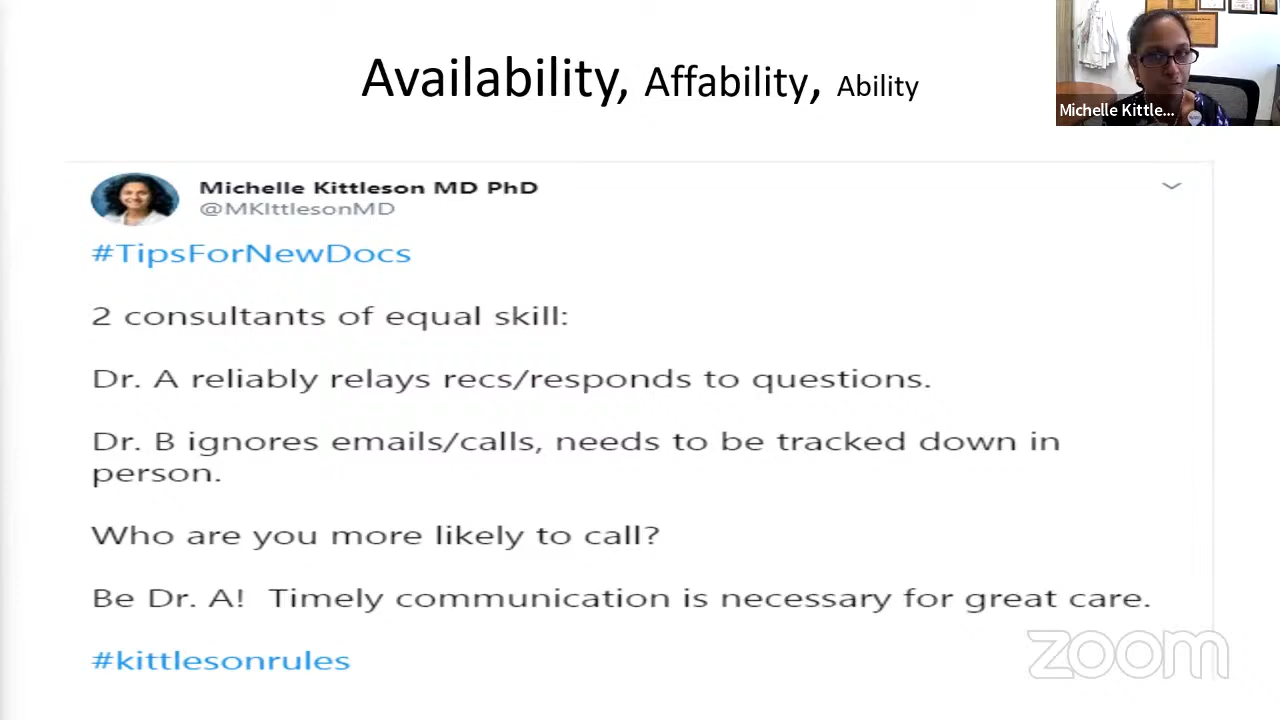 Availability, Affability, Ability
Michelle Kittle...
Michelle Kittleson MD PhD
@MKIttlesonMD
#TipsForNewDocs
2 consultants of equal skill:
Dr. A reliably relays recs/responds to questions.
Dr. B ignores emails/calls, needs to be tracked down in
person.
Who are you more likely to call?
Be Dr. A!  Timely communication is necessary for great care.
#kittlesonrules
zoom